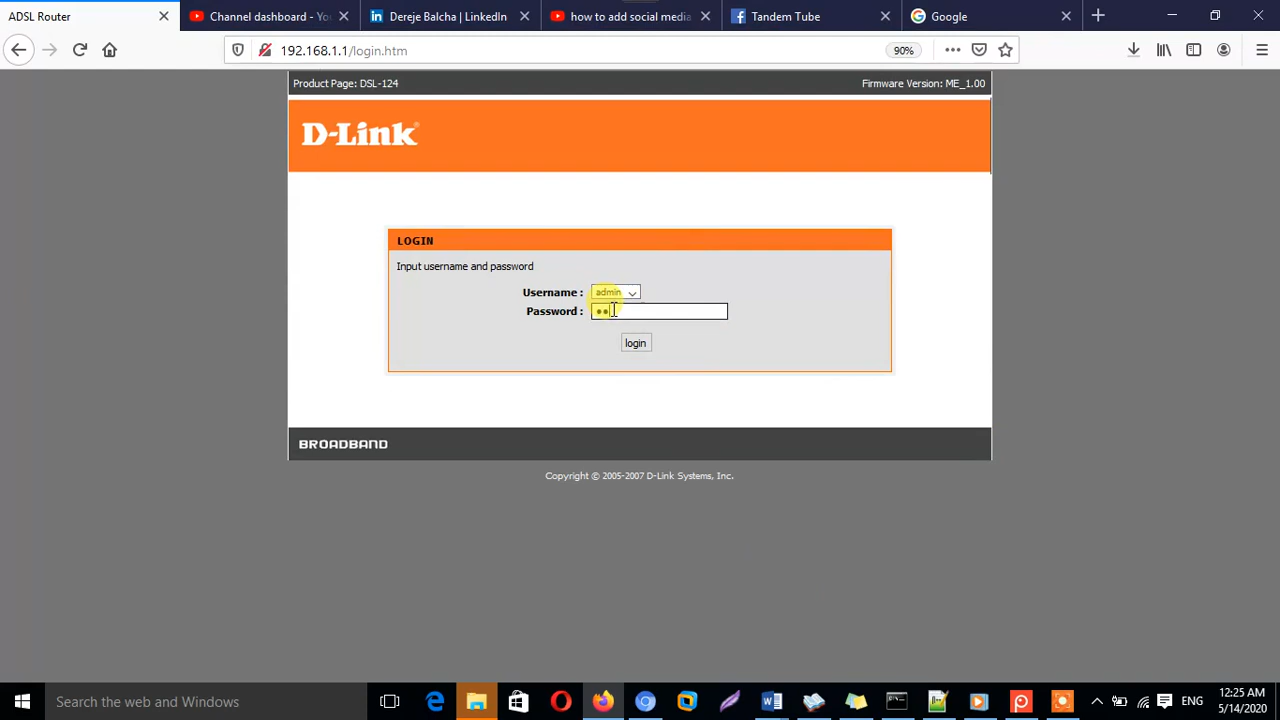 ADSL Router
Channel dashboard - Yo
Dereje Balcha | LinkedIn
how to add social media
Tandem Tube
Google
192.168.1.1/login.htm
90%
Product Page: DSL-124
Firmware Version: ME_1.00
D-Link
LOGIN
Input username and password
Username :
admin
Password :
login
BROADBAND
Copyright © 2005-2007 D-Link Systems, Inc.
Search the web and Windows
ENG
12:25 AM
5/14/2020